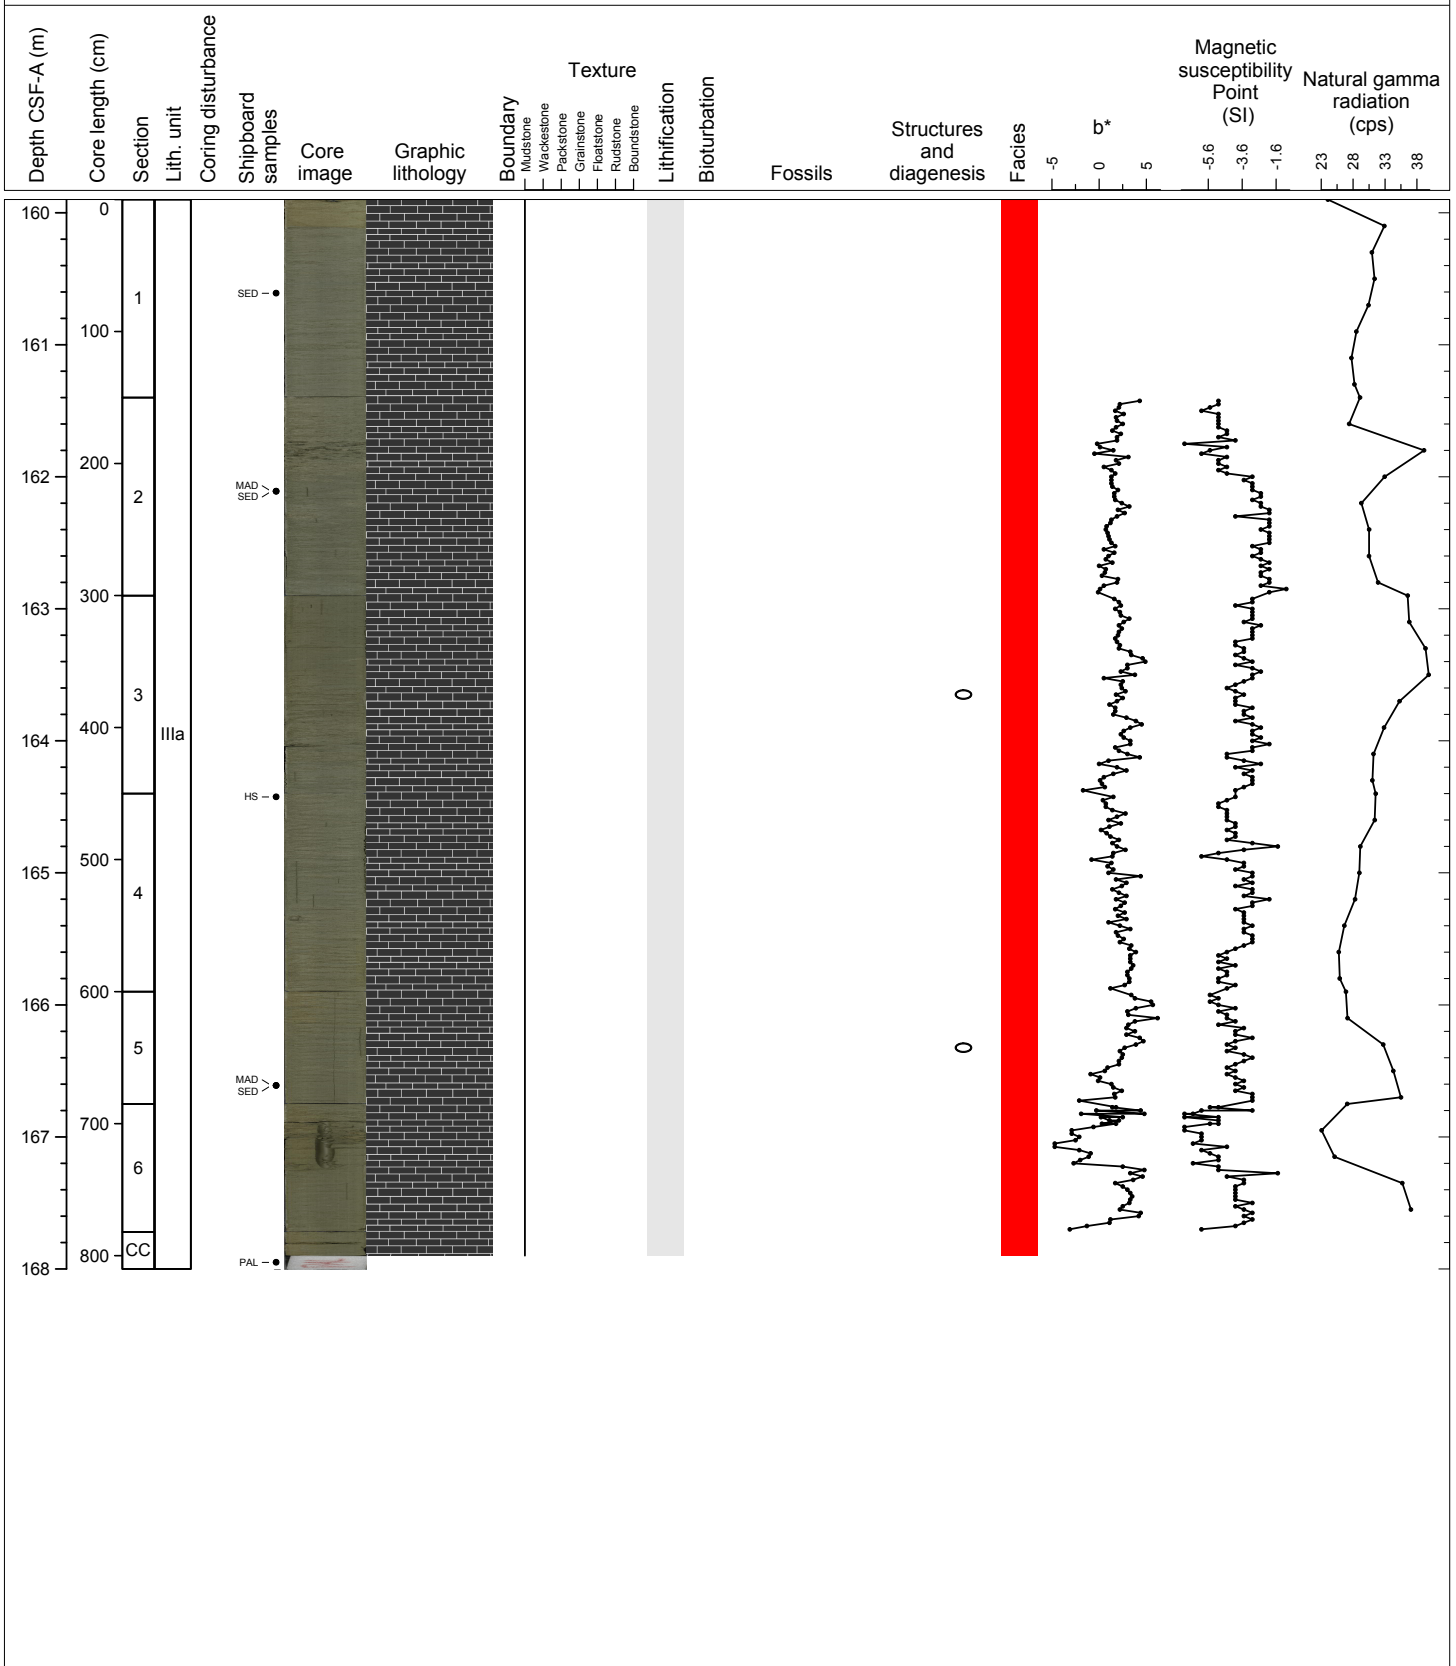 Depth CSF-A (m)
Core length (cm)
Section
Lith. unit
Coring disturbance
Shipboard
samples
Core
image
Graphic
lithology
Boundary
Texture
Mudstone
Wackestone
Packstone
Grainstone
Floatstone
Rudstone
Boundstone
Lithification
Bioturbation
Fossils
Structures
and
diagenesis
Facies
b*
-5 0 5
Magnetic
susceptibility
Point
(SI)
-5.6 -3.6 -1.6
Natural gamma
radiation
(cps)
23 28 33 38
160
161
162
163
164
165
166
167
168
0
100
200
300
400
500
600
700
800
1
2
3
4
5
6
CC
IIIa
SED
MAD
SED
HS
MAD
SED
PAL